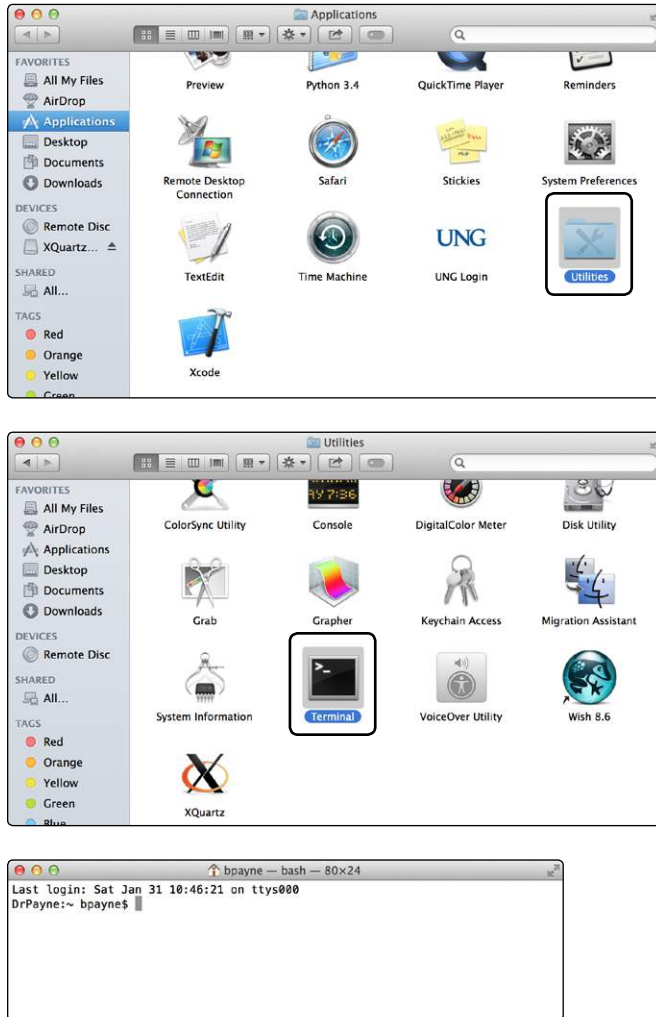 Applications
FAVORITES
All My Files
AirDrop
Applications
Desktop
Documents
Downloads
DEVICES
Remote Disc
XQuartz...
SHARED
All...
TAGS
Red
Orange
Yellow
Green
Preview
Python 3.4
QuickTime Player
Reminders
Remote Desktop
Connection
Safari
Stickies
System Preferences
UNG
TextEdit
Time Machine
UNG Login
Utilities
Xcode
Utilities
FAVORITES
All My Files
AirDrop
Applications
Desktop
Documents
Downloads
DEVICES
Remote Disc
SHARED
All...
TAGS
Red
Orange
Yellow
Green
Blue
AY 7:36
ColorSync Utility
Console
DigitalColor Meter
Disk Utility
Grab
Grapher
Keychain Access
Migration Assistant
>_
System Information
Terminal
VoiceOver Utility
Wish 8.6
XQuartz
bpayne — bash — 80×24
Last login: Sat Jan 31 10:46:21 on ttys000
DrPayne:~ bpayne$